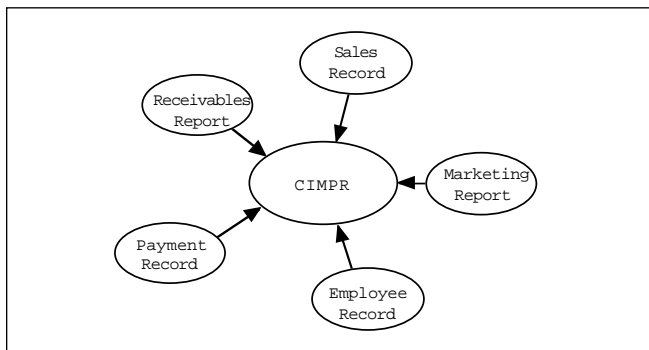 Sales
Record
Receivables
Report
CIMPR
Marketing
Report
Payment
Record
Employee
Record